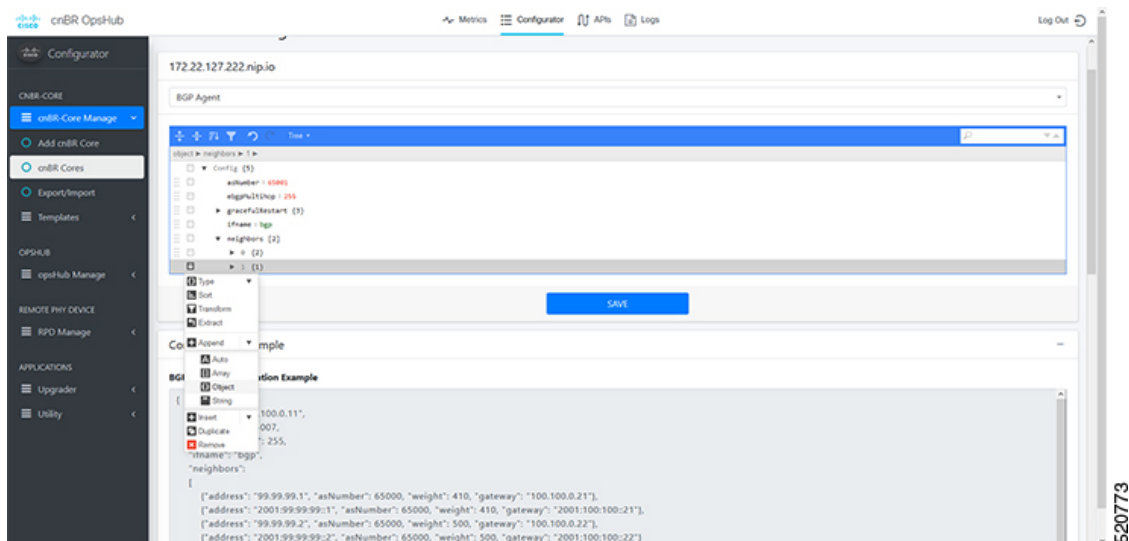 cisco cnBR OpsHub Metrics Configurator APIs Logs Log Out
Configurator
172.22.127.222.nip.io
CNBR-CORE
BGP Agent
cnBR-Core Manage
Add cnBR Core
Tree
cnBR Cores
object ► neighbors ► 1 ►
Config {5}
asNumber : 65001
Export/Import
ebgpMultihop : 255
gracefulRestart {3}
Templates
ifname : bgp
neighbors [2]
OPSHUB
0 {2}
1 {1}
opsHub Manage
Type
Sort
SAVE
REMOTE PHY DEVICE
Transform
Extract
RPD Manage
Append
Co mple
APPLICATIONS
Auto
Array
BG ation Example
Upgrader
Object
{
String
Utility
Insert
.100.0.11",
Duplicate
007,
Remove
": 255,
"ifname": "bgp",
"neighbors":
[
{"address": "99.99.99.1", "asNumber": 65000, "weight": 410, "gateway": "100.100.0.21"},
{"address": "2001:99:99:99::1", "asNumber": 65000, "weight": 410, "gateway": "2001:100:100::21"},
{"address": "99.99.99.2", "asNumber": 65000, "weight": 500, "gateway": "100.100.0.22"},
{"address": "2001:99:99:99::2", "asNumber": 65000, "weight": 500, "gateway": "2001:100:100::22"}
520773